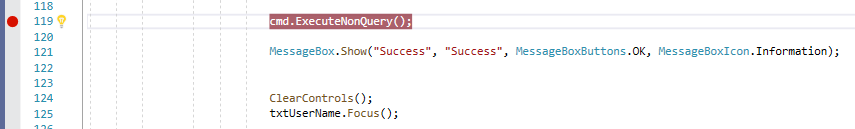 118
119 cmd.ExecuteNonQuery();
120
121 MessageBox.Show("Success", "Success", MessageBoxButtons.OK, MessageBoxIcon.Information);
122
123
124 ClearControls();
125 txtUserName.Focus();
126